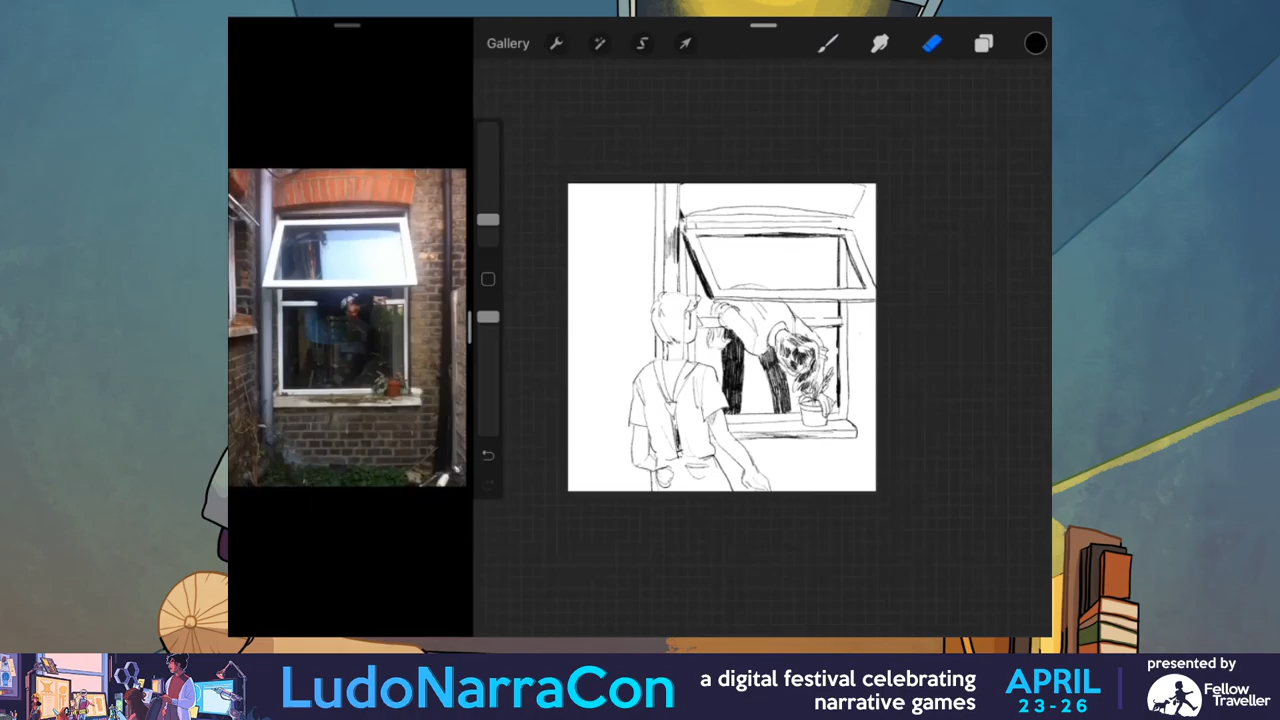 Gallery
LudoNarraCon
a digital festival celebrating
narrative games
APRIL
23-26
presented by
Fellow
Traveller